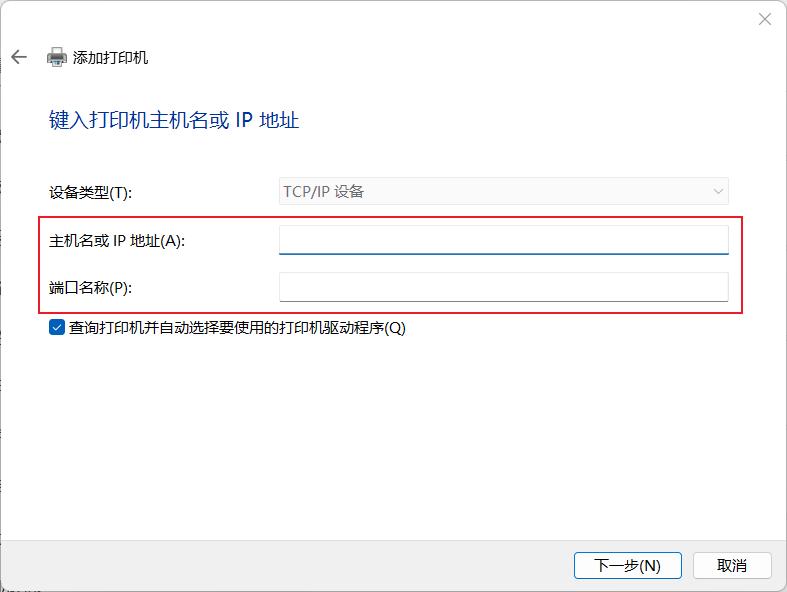 添加打印机
键入打印机主机名或 IP 地址
设备类型(T):
TCP/IP 设备
主机名或 IP 地址(A):
端口名称(P):
查询打印机并自动选择要使用的打印机驱动程序(Q)
下一步(N)
取消